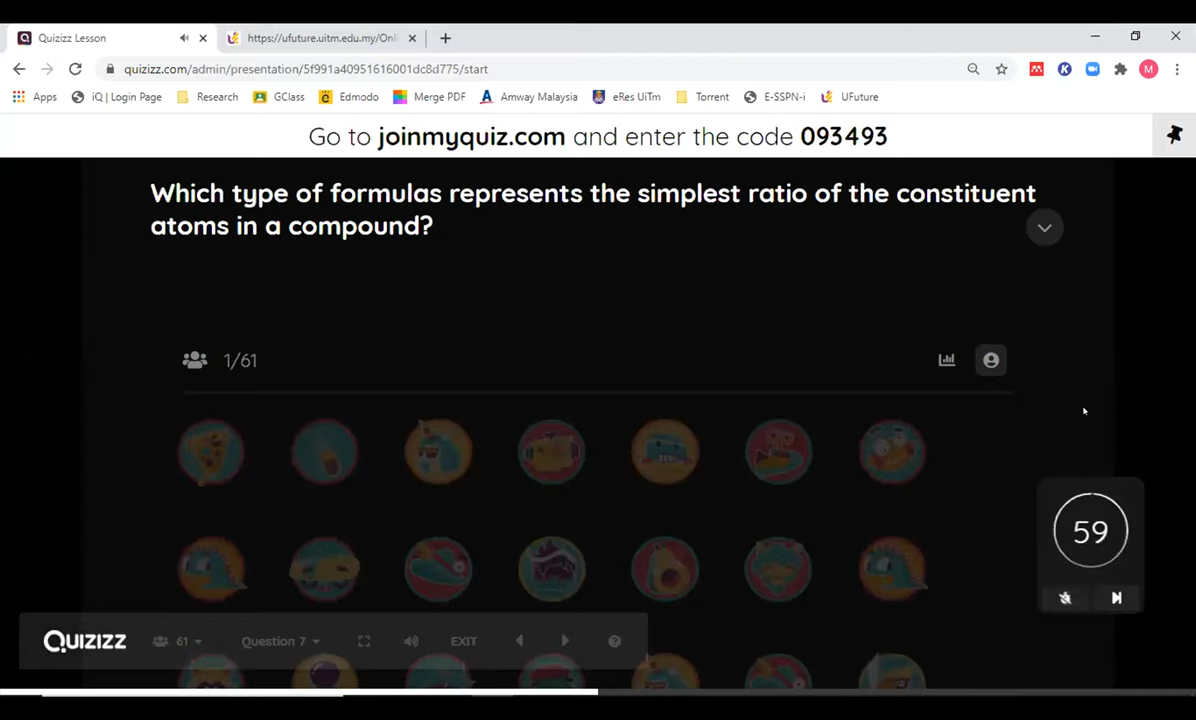 Quizizz Lesson
https://ufuture.uitm.edu.my/Onli
quizizz.com/admin/presentation/5f991a40951616001dc8d775/start
M
Apps iQ | Login Page Research GClass Edmodo Merge PDF Amway Malaysia eRes UiTm Torrent E-SSPN-i UFuture
Go to joinmyquiz.com and enter the code 093493
Which type of formulas represents the simplest ratio of the constituent
atoms in a compound?
1/61
59
QUIZIZZ 61 Question 7 EXIT